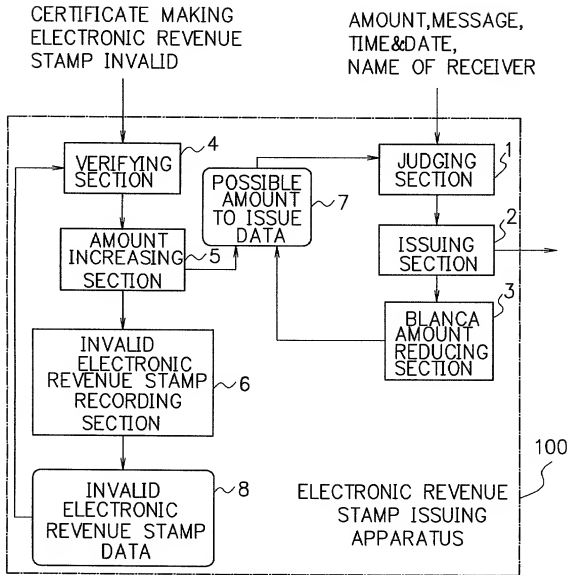 CERTIFICATE MAKING
ELECTRONIC REVENUE
STAMP INVALID
AMOUNT,MESSAGE,
TIME&DATE,
NAME OF RECEIVER
4
VERIFYING
SECTION
POSSIBLE
AMOUNT
TO ISSUE
DATA
7
JUDGING
SECTION
1
AMOUNT
INCREASING
SECTION
5
ISSUING
SECTION
2
BLANCA
AMOUNT
REDUCING
SECTION
3
INVALID
ELECTRONIC
REVENUE STAMP
RECORDING
SECTION
6
INVALID
ELECTRONIC
REVENUE STAMP
DATA
8
ELECTRONIC REVENUE
STAMP ISSUING
APPARATUS
100